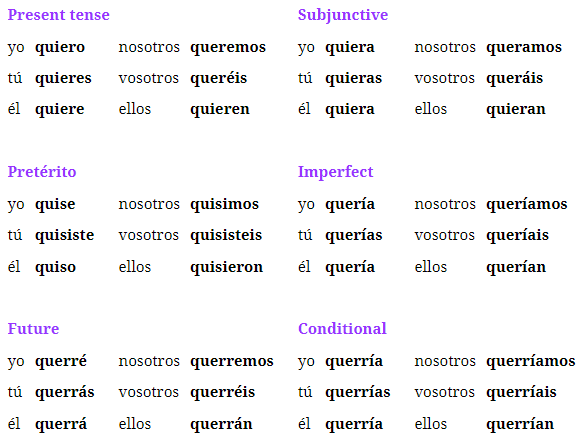 Present tense
yo quiero nosotros queremos
tú quieres vosotros queréis
él quiere ellos quieren
Subjunctive
yo quiera nosotros queramos
tú quieras vosotros queráis
él quiera ellos quieran
Pretérito
yo quise nosotros quisimos
tú quisiste vosotros quisisteis
él quiso ellos quisieron
Imperfect
yo quería nosotros queríamos
tú querías vosotros queríais
él quería ellos querían
Future
yo querré nosotros querremos
tú querrás vosotros querréis
él querrá ellos querrán
Conditional
yo querría nosotros querríamos
tú querrías vosotros querríais
él querría ellos querrían